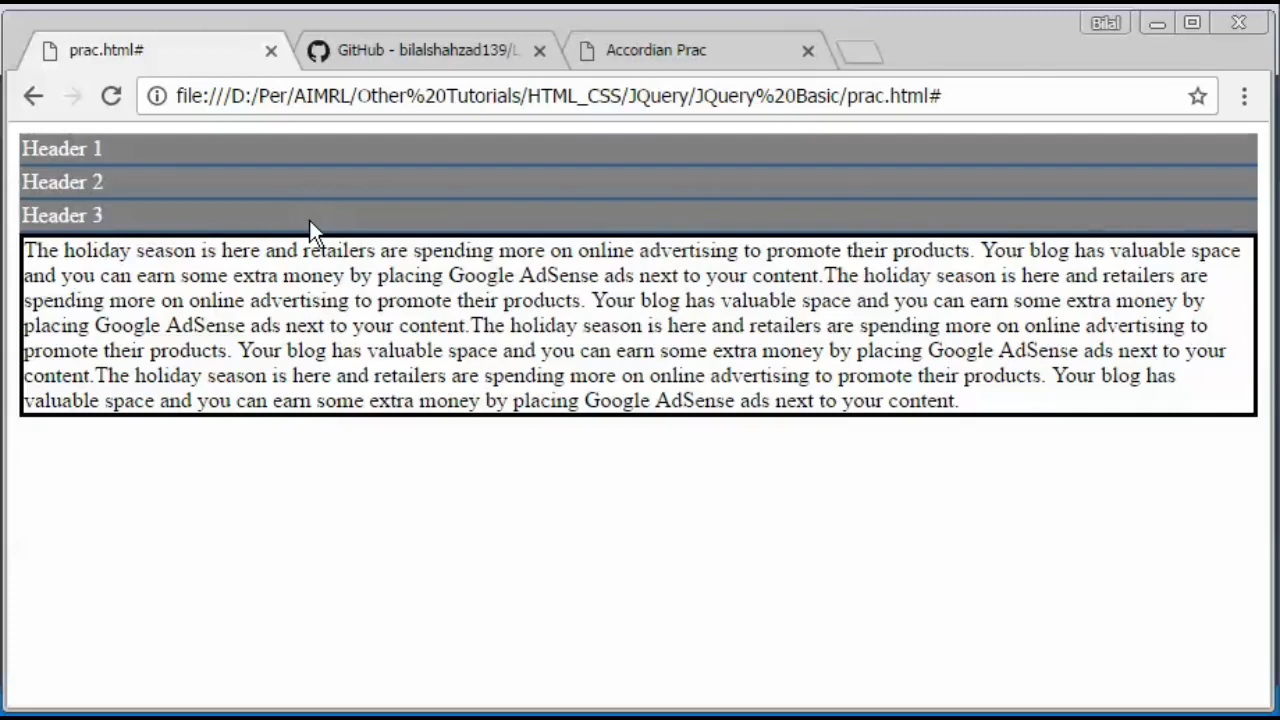 Bilal
prac.html#
GitHub - bilalshahzad139/
Accordian Prac
file:///D:/Per/AIMRL/Other%20Tutorials/HTML_CSS/JQuery/JQuery%20Basic/prac.html#
Header 1
Header 2
Header 3
The holiday season is here and retailers are spending more on online advertising to promote their products. Your blog has valuable space
and you can earn some extra money by placing Google AdSense ads next to your content.The holiday season is here and retailers are
spending more on online advertising to promote their products. Your blog has valuable space and you can earn some extra money by
placing Google AdSense ads next to your content.The holiday season is here and retailers are spending more on online advertising to
promote their products. Your blog has valuable space and you can earn some extra money by placing Google AdSense ads next to your
content.The holiday season is here and retailers are spending more on online advertising to promote their products. Your blog has
valuable space and you can earn some extra money by placing Google AdSense ads next to your content.